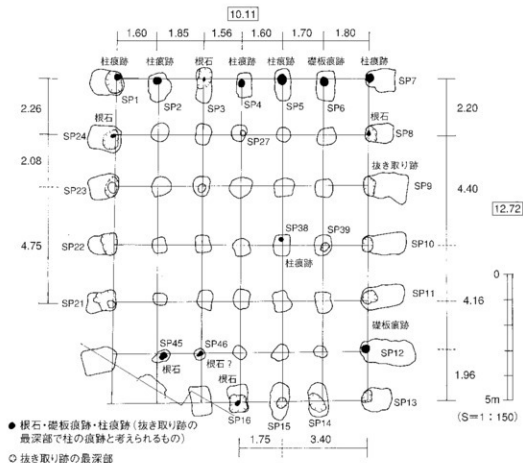 10.11
1.60 1.85 1.56 1.60 1.70 1.80
柱痕跡 柱痕跡 根石 柱痕跡 柱痕跡 礎板痕跡 柱痕跡
SP1 SP2 SP3 SP4 SP5 SP6 SP7
2.26 2.20
根石 根石
SP24 SP27 SP8
2.08
抜き取り跡
SP23 SP9
4.40
12.72
SP38 SP39
SP22 SP10
4.75 柱痕跡
0
SP21 SP11
4.16
礎板痕跡
SP45 SP46 SP12
根石 根石?
根石 1.96
SP16 SP15 SP14 SP13
5m
(S=1:150)
1.75 3.40
● 根石・礎板痕跡・柱痕跡(抜き取り跡の
最深部で柱の痕跡と考えられるもの)
抜き取り跡の最深部